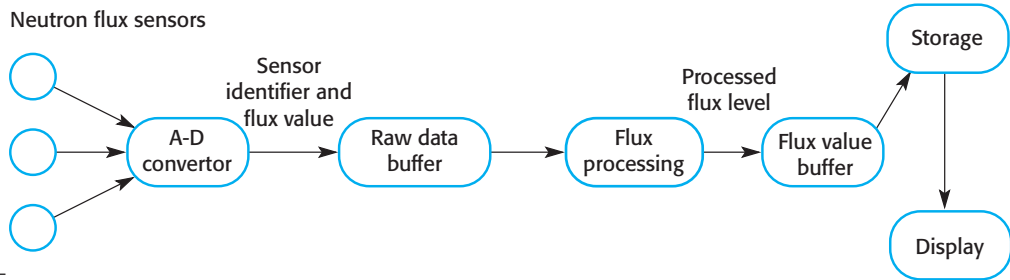 Neutron flux sensors
A-D
convertor
Sensor
identifier and
flux value
Raw data
buffer
Flux
processing
Processed
flux level
Flux value
buffer
Storage
Display